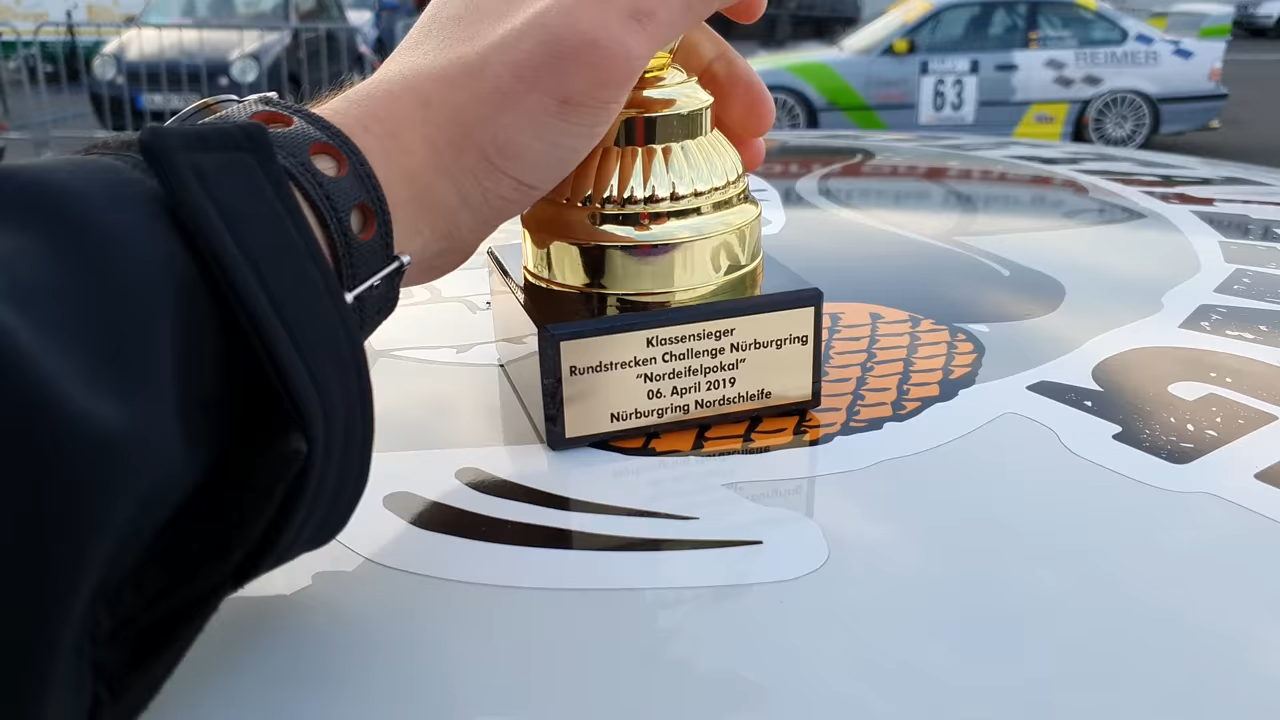 REIMER
63
Klassensieger
Rundstrecken Challenge Nürburgring
"Nordeifelpokal"
06. April 2019
Nürburgring Nordschleife